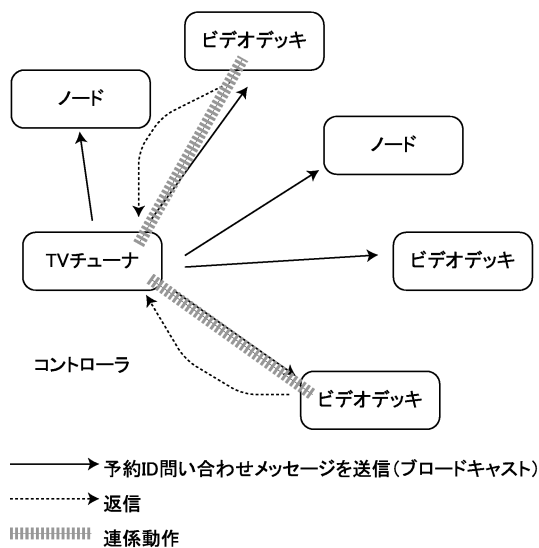 ビデオデッキ
ノード
ノード
TVチューナ
ビデオデッキ
コントローラ
ビデオデッキ
予約ID問い合わせメッセージを送信(ブロードキャスト)
返信
連係動作